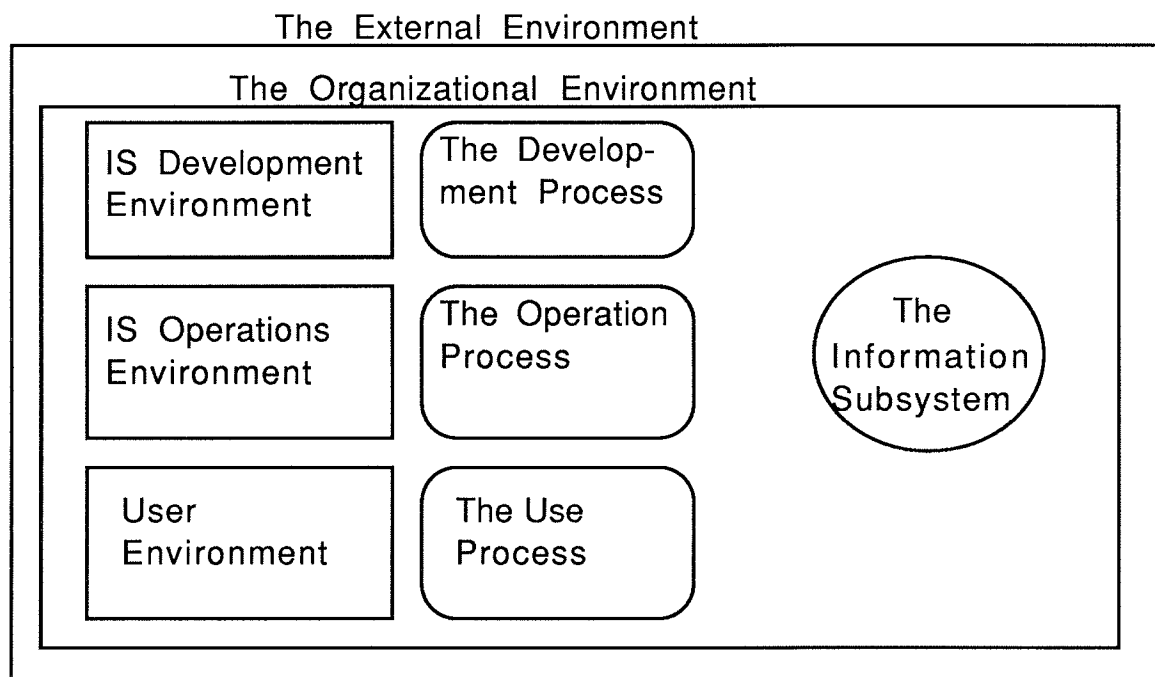 The External Environment
The Organizational Environment
IS Development
Environment
The Develop-
ment Process
IS Operations
Environment
The Operation
Process
The
Information
Subsystem
User
Environment
The Use
Process